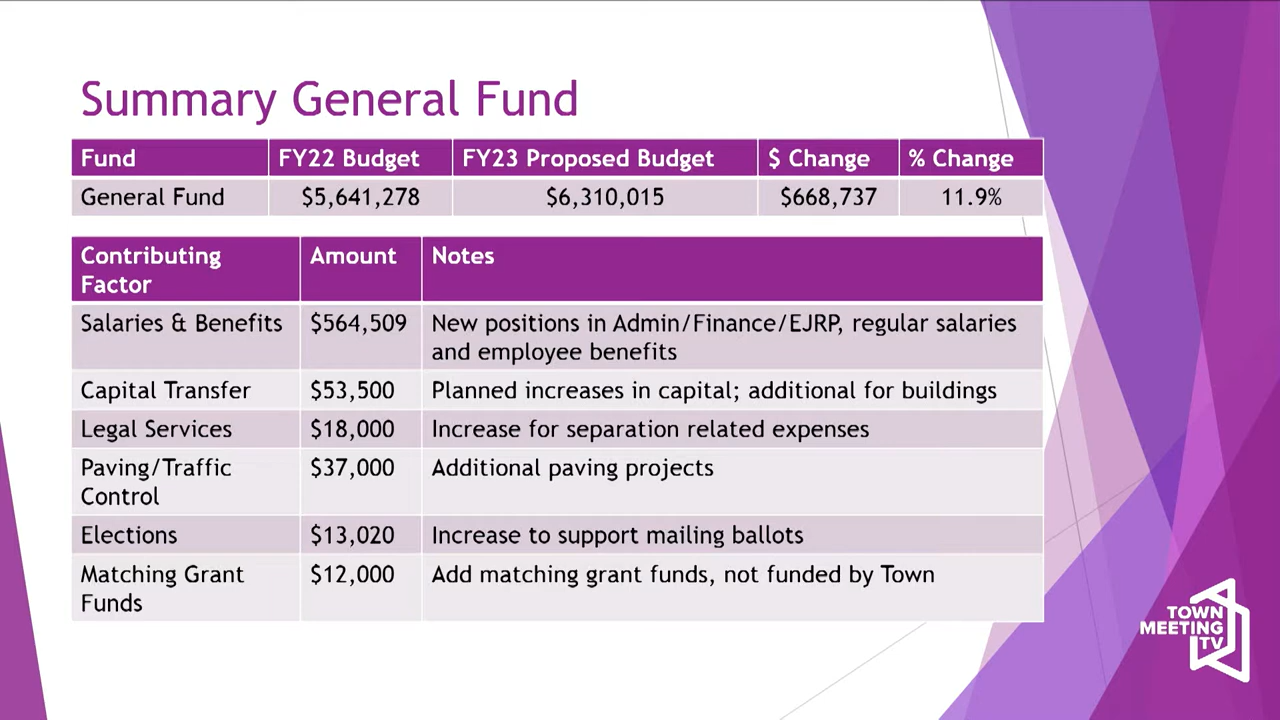 Summary General Fund
Fund FY22 Budget FY23 Proposed Budget $ Change % Change
General Fund $5,641,278 $6,310,015 $668,737 11.9%
Contributing Amount Notes
Factor
Salaries & Benefits $564,509 New positions in Admin/Finance/EJRP, regular salaries
and employee benefits
Capital Transfer $53,500 Planned increases in capital; additional for buildings
Legal Services $18,000 Increase for separation related expenses
Paving/Traffic $37,000 Additional paving projects
Control
Elections $13,020 Increase to support mailing ballots
Matching Grant $12,000 Add matching grant funds, not funded by Town
Funds
TOWN
MEETING
TV